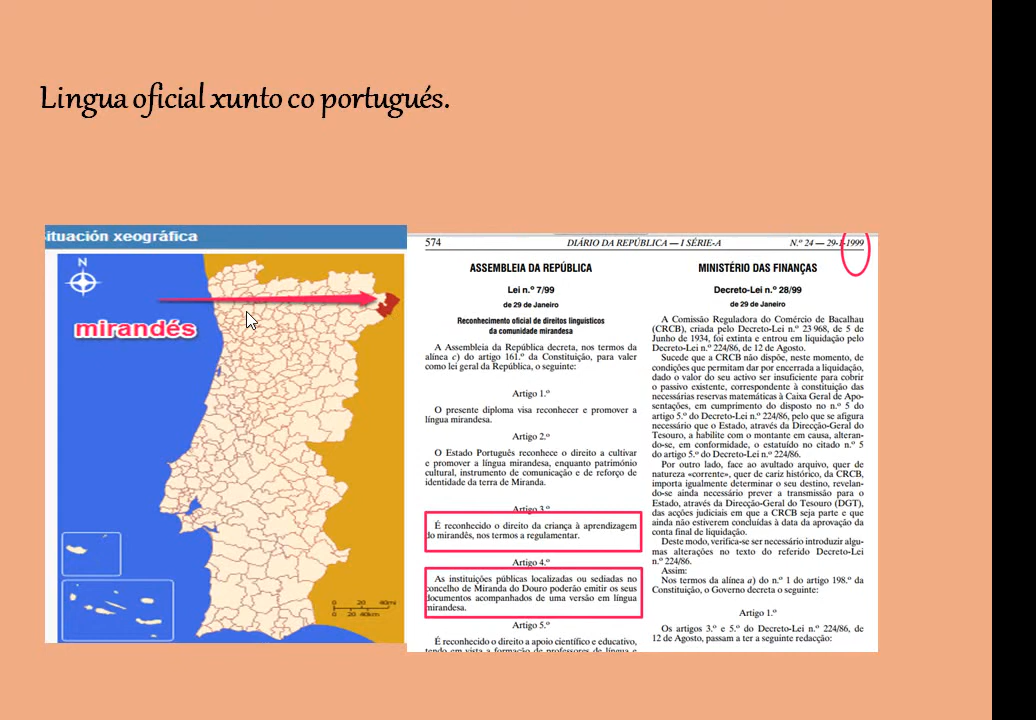 Lingua oficial xunto co portugués.
ituación xeográfica
N
mirandés
0 20 40mi
0 20 40km
574 DIÁRIO DA REPÚBLICA — I SÉRIE-A N.º 24 — 29-1-1999
ASSEMBLEIA DA REPÚBLICA
Lei n.º 7/99
de 29 de Janeiro
Reconhecimento oficial de direitos linguísticos
da comunidade mirandesa
A Assembleia da República decreta, nos termos da
alínea c) do artigo 161.º da Constituição, para valer
como lei geral da República, o seguinte:
Artigo 1.º
O presente diploma visa reconhecer e promover a
língua mirandesa.
Artigo 2.º
O Estado Português reconhece o direito a cultivar
e promover a língua mirandesa, enquanto património
cultural, instrumento de comunicação e de reforço de
identidade da terra de Miranda.
Artigo 3.º
É reconhecido o direito da criança à aprendizagem
do mirandês, nos termos a regulamentar.
Artigo 4.º
As instituições públicas localizadas ou sediadas no
concelho de Miranda do Douro poderão emitir os seus
documentos acompanhados de uma versão em língua
mirandesa.
Artigo 5.º
É reconhecido o direito a apoio científico e educativo,
tendo em vista a formação de professores de língua e
MINISTÉRIO DAS FINANÇAS
Decreto-Lei n.º 28/99
de 29 de Janeiro
A Comissão Reguladora do Comércio de Bacalhau
(CRCB), criada pelo Decreto-Lei n.º 23 968, de 5 de
Junho de 1934, foi extinta e entrou em liquidação pelo
Decreto-Lei n.º 224/86, de 12 de Agosto.
Sucede que a CRCB não dispõe, neste momento, de
condições que permitam dar por encerrada a liquidação,
dado o valor do seu activo ser insuficiente para cobrir
o passivo existente, correspondente à constituição das
necessárias reservas matemáticas à Caixa Geral de Apo-
sentações, em cumprimento do disposto no n.º 5 do
artigo 5.º do Decreto-Lei n.º 224/86, pelo que se afigura
necessário que o Estado, através da Direcção-Geral do
Tesouro, a habilite com o montante em causa, alteran-
do-se, em conformidade, o estatuído no citado n.º 5
do artigo 5.º do Decreto-Lei n.º 224/86.
Por outro lado, face ao avultado arquivo, quer de
natureza «corrente», quer de cariz histórico, da CRCB,
importa igualmente determinar o seu destino, revelan-
do-se ainda necessário prever a transmissão para o
Estado, através da Direcção-Geral do Tesouro (DGT),
das acções judiciais em que a CRCB seja parte e que
ainda não estiverem concluídas à data da aprovação da
conta final de liquidação.
Deste modo, verifica-se ser necessário introduzir algu-
mas alterações no texto do referido Decreto-Lei
n.º 224/86.
Assim:
Nos termos da alínea a) do n.º 1 do artigo 198.º da
Constituição, o Governo decreta o seguinte:
Artigo 1.º
Os artigos 3.º e 5.º do Decreto-Lei n.º 224/86, de
12 de Agosto, passam a ter a seguinte redacção: